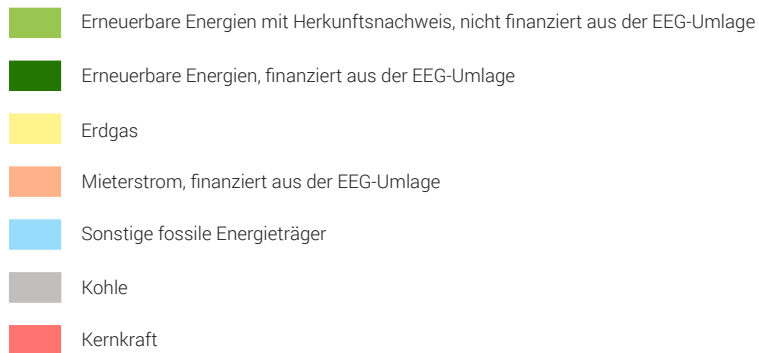 Erneuerbare Energien mit Herkunftsnachweis, nicht finanziert aus der EEG-Umlage
Erneuerbare Energien, finanziert aus der EEG-Umlage
Erdgas
Mieterstrom, finanziert aus der EEG-Umlage
Sonstige fossile Energieträger
Kohle
Kernkraft